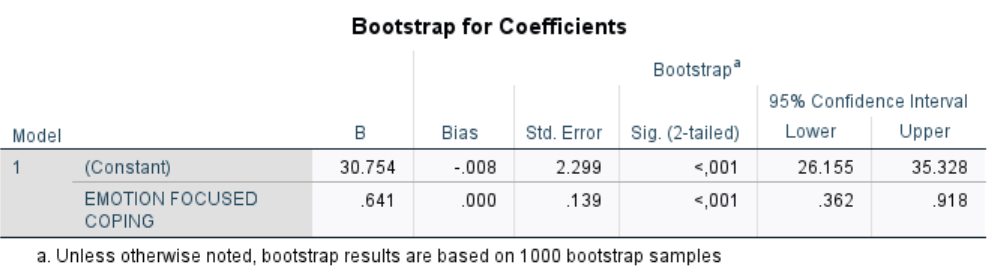 Bootstrap for Coefficients
Bootstrapa
95% Confidence Interval
Model B Bias Std. Error Sig. (2-tailed) Lower Upper
1 (Constant) 30.754 -.008 2.299 <,001 26.155 35.328
EMOTION FOCUSED COPING .641 .000 .139 <,001 .362 .918
a. Unless otherwise noted, bootstrap results are based on 1000 bootstrap samples